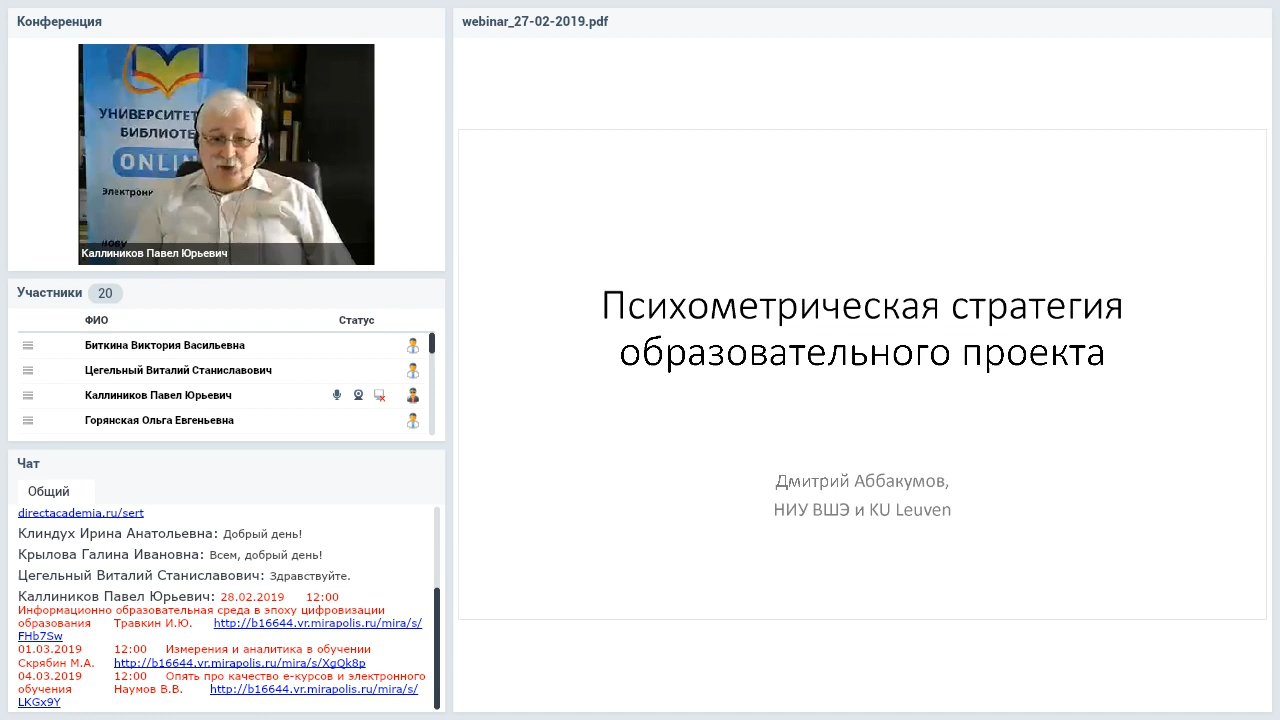 Конференция
УНИВЕРСИТЕТ
БИБЛИОТЕ
ONLIN
Электронн
нову
Каллиников Павел Юрьевич
Участники 20
ФИО Статус
Биткина Виктория Васильевна
Цегельный Виталий Станиславович
Каллиников Павел Юрьевич
Горянская Ольга Евгеньевна
Чат
Общий
directacademia.ru/sert
Клиндух Ирина Анатольевна: Добрый день!
Крылова Галина Ивановна: Всем, добрый день!
Цегельный Виталий Станиславович: Здравствуйте.
Каллиников Павел Юрьевич: 28.02.2019 12:00
Информационно образовательная среда в эпоху цифровизации
образования Травкин И.Ю. http://b16644.vr.mirapolis.ru/mira/s/
FHb7Sw
01.03.2019 12:00 Измерения и аналитика в обучении
Скрябин М.А. http://b16644.vr.mirapolis.ru/mira/s/XgQk8p
04.03.2019 12:00 Опять про качество е-курсов и электронного
обучения Наумов В.В. http://b16644.vr.mirapolis.ru/mira/s/
LKGx9Y
webinar_27-02-2019.pdf
Психометрическая стратегия
образовательного проекта
Дмитрий Аббакумов,
НИУ ВШЭ и KU Leuven